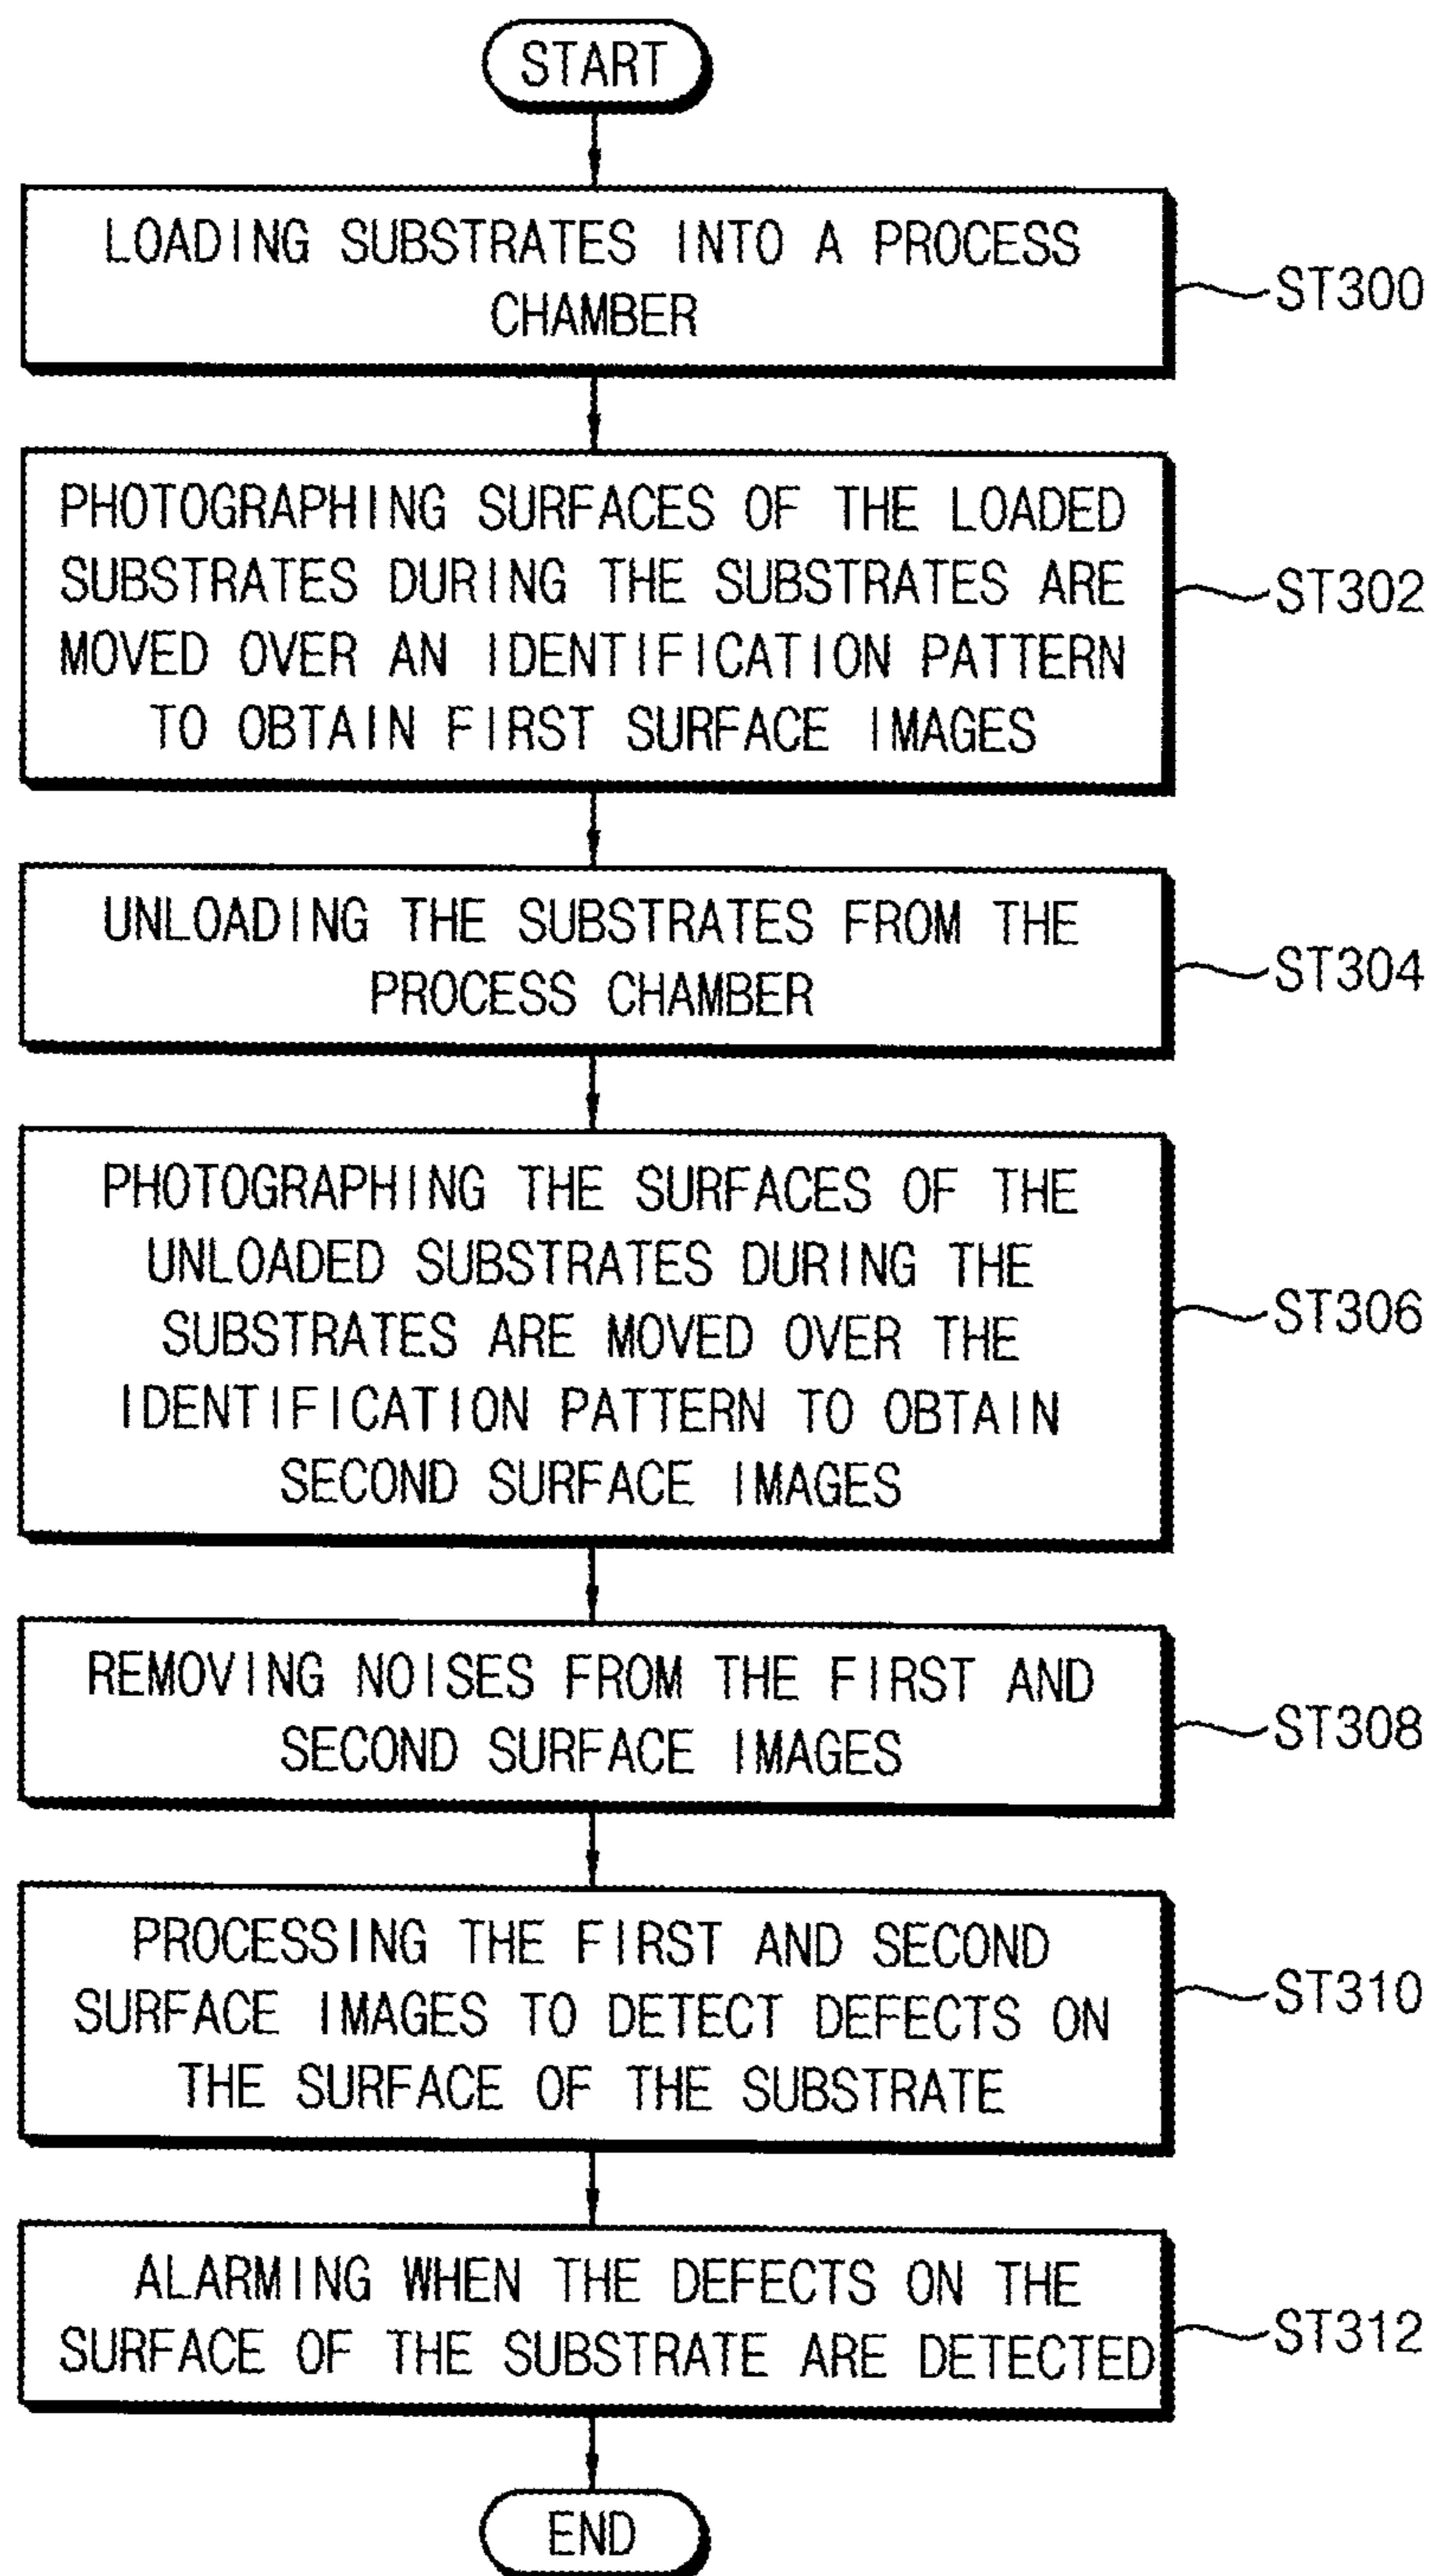 START
LOADING SUBSTRATES INTO A PROCESS
CHAMBER
ST300
PHOTOGRAPHING SURFACES OF THE LOADED
SUBSTRATES DURING THE SUBSTRATES ARE
MOVED OVER AN IDENTIFICATION PATTERN
TO OBTAIN FIRST SURFACE IMAGES
ST302
UNLOADING THE SUBSTRATES FROM THE
PROCESS CHAMBER
ST304
PHOTOGRAPHING THE SURFACES OF THE
UNLOADED SUBSTRATES DURING THE
SUBSTRATES ARE MOVED OVER THE
IDENTIFICATION PATTERN TO OBTAIN
SECOND SURFACE IMAGES
ST306
REMOVING NOISES FROM THE FIRST AND
SECOND SURFACE IMAGES
ST308
PROCESSING THE FIRST AND SECOND
SURFACE IMAGES TO DETECT DEFECTS ON
THE SURFACE OF THE SUBSTRATE
ST310
ALARMING WHEN THE DEFECTS ON THE
SURFACE OF THE SUBSTRATE ARE DETECTED
ST312
END